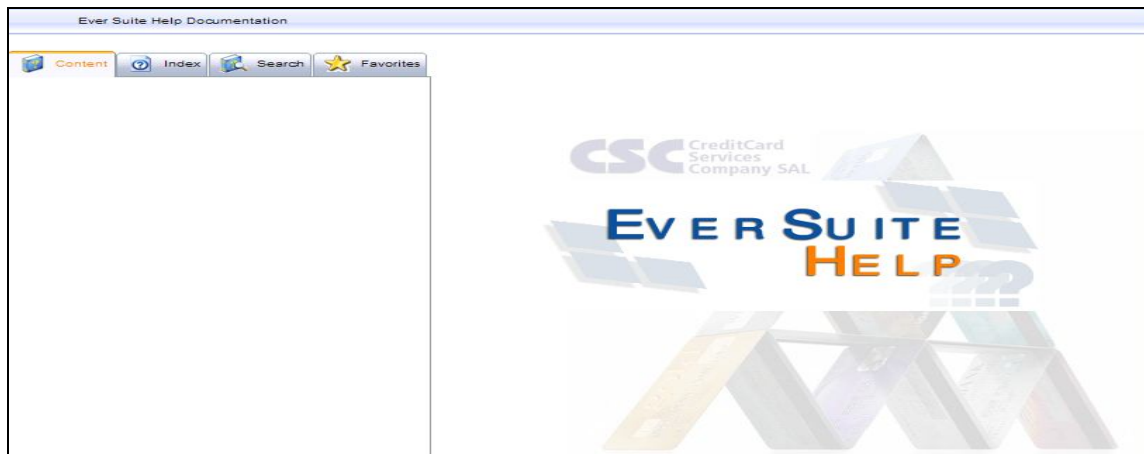 Ever Suite Help Documentation
Content Index Search Favorites
CSC CreditCard
Services
Company SAL
EVER SUITE
HELP